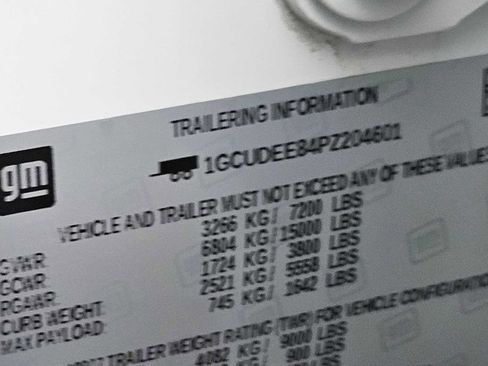 TRAILERING INFORMATION
gm
1GCUDEE84PZ204601
VEHICLE AND TRAILER MUST NOT EXCEED ANY OF THESE VALUES
GVWR 3266 KG/ 7200 LBS
GCWR 6804 KG/ 15000 LBS
RGAWR 1724 KG/ 3800 LBS
CURB WEIGHT: 2521 KG/ 5558 LBS
MAX PAYLOAD: 745 KG/ 1642 LBS
TRAILER WEIGHT RATING (TWR) FOR VEHICLE CONFIGURATION
4082 KG/ 9000 LBS
900 LBS